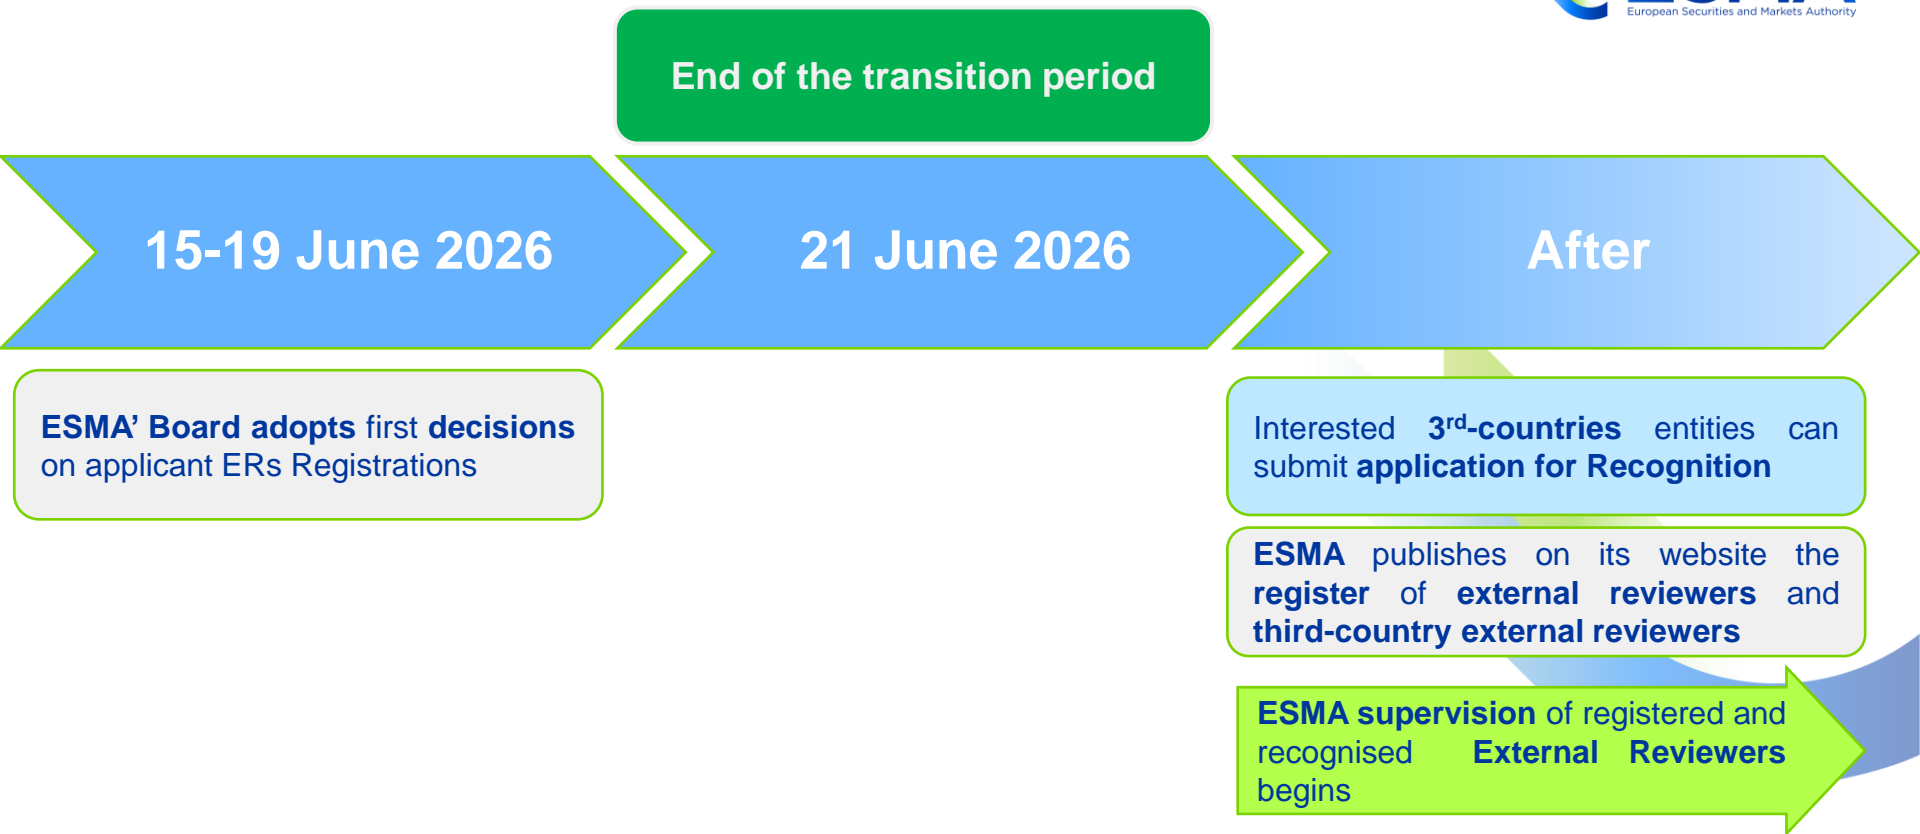 European Securities and Markets Authority
End of the transition period
15-19 June 2026
21 June 2026
After
ESMA' Board adopts first decisions
on applicant ERs Registrations
Interested 3rd-countries entities can
submit application for Recognition
ESMA publishes on its website the
register of external reviewers and
third-country external reviewers
ESMA supervision of registered and
recognised External Reviewers
begins